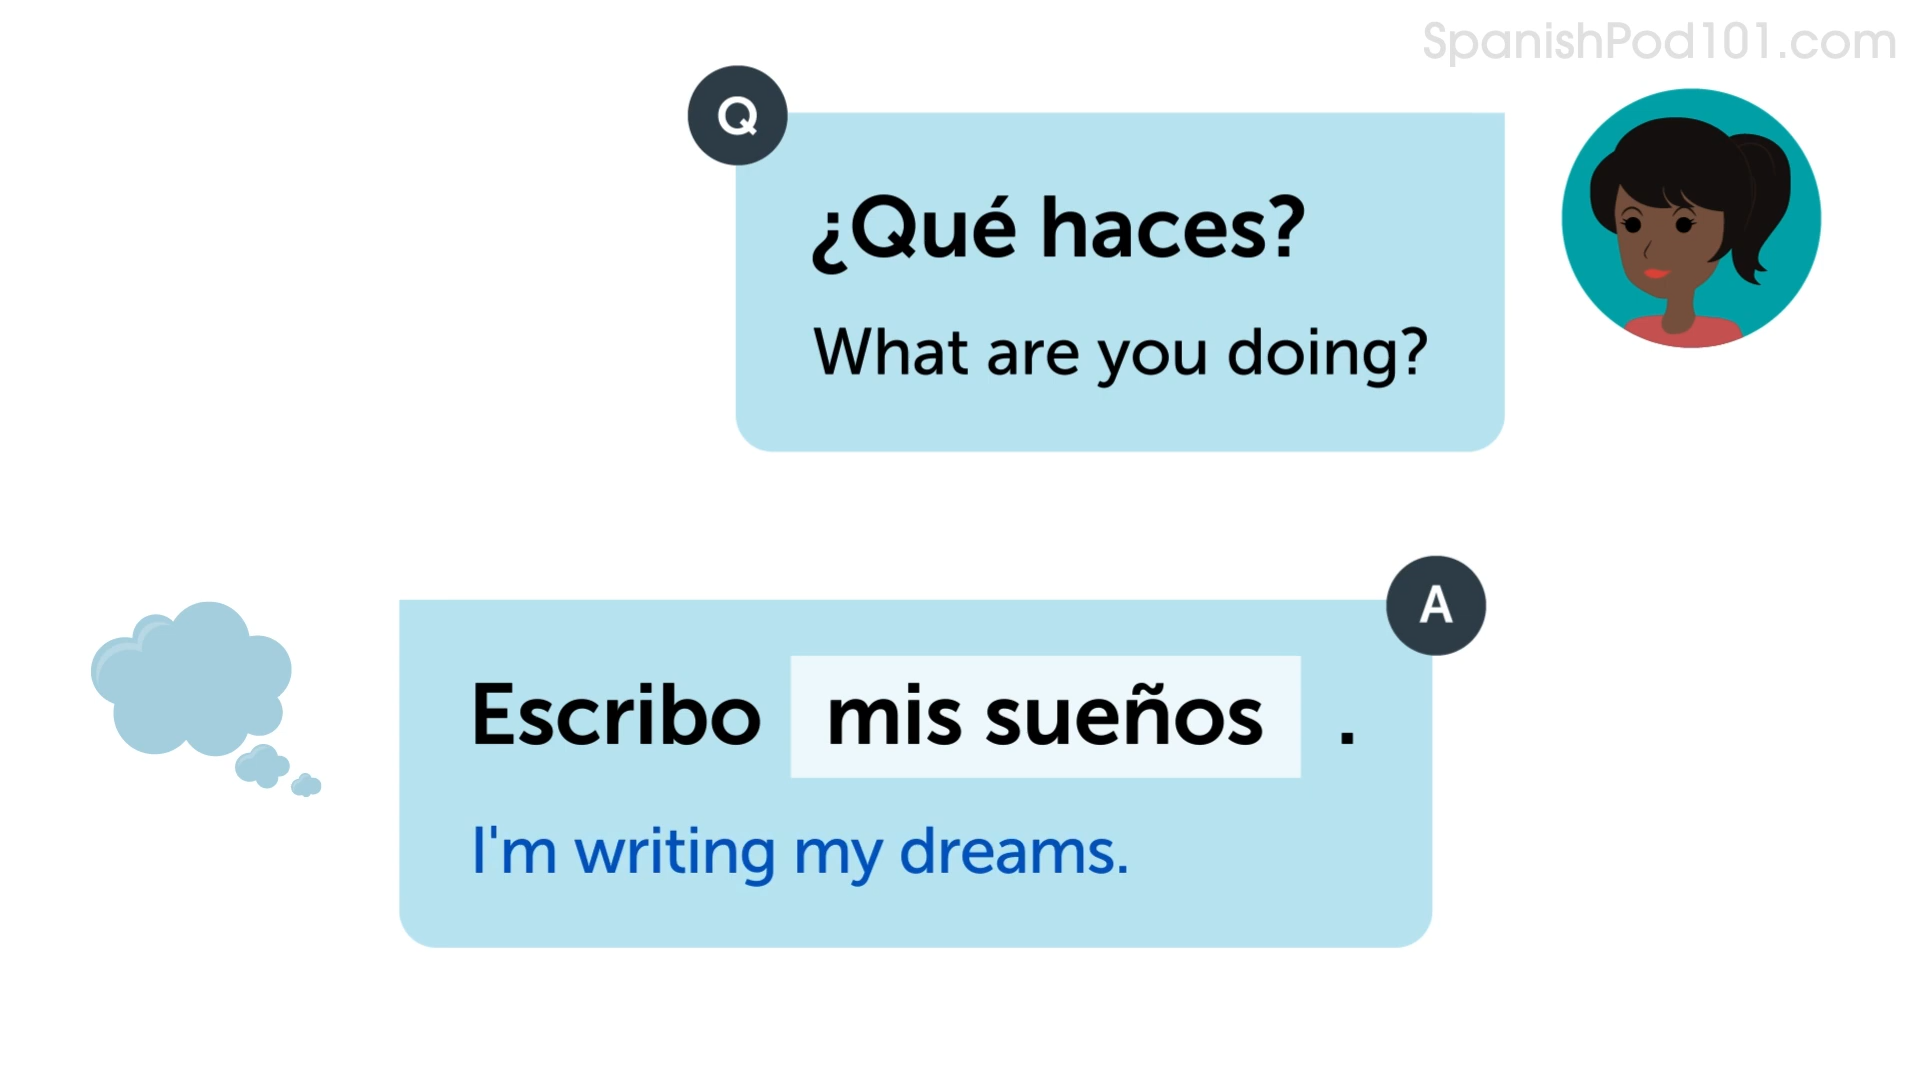 SpanishPod101.com
Q
¿Qué haces?
What are you doing?
A
Escribo mis sueños .
I'm writing my dreams.